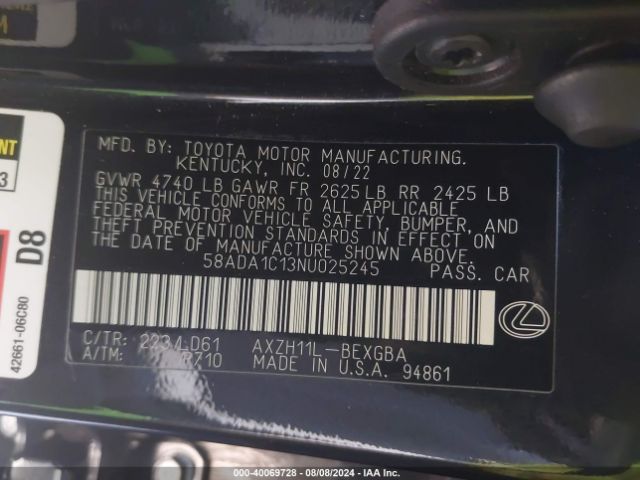 MFD. BY: TOYOTA MOTOR MANUFACTURING.
KENTUCKY, INC. 08/22
GVWR 4740 LB GAWR FR 2625 LB RR 2425 LB
THIS VEHICLE CONFORMS TO ALL APPLICABLE
FEDERAL MOTOR VEHICLE SAFETY, BUMPER, AND
THEFT PREVENTION STANDARDS IN EFFECT ON
THE DATE OF MANUFACTURE SHOWN ABOVE.
58ADA1C13NU025245 PASS. CAR
C/TR: 223/LD61 AXZH11L-BEXGBA
A/TM: MADE IN U.S.A. 94861
D8
42661-06C80
000-40069728 - 08/08/2024 - IAA Inc.